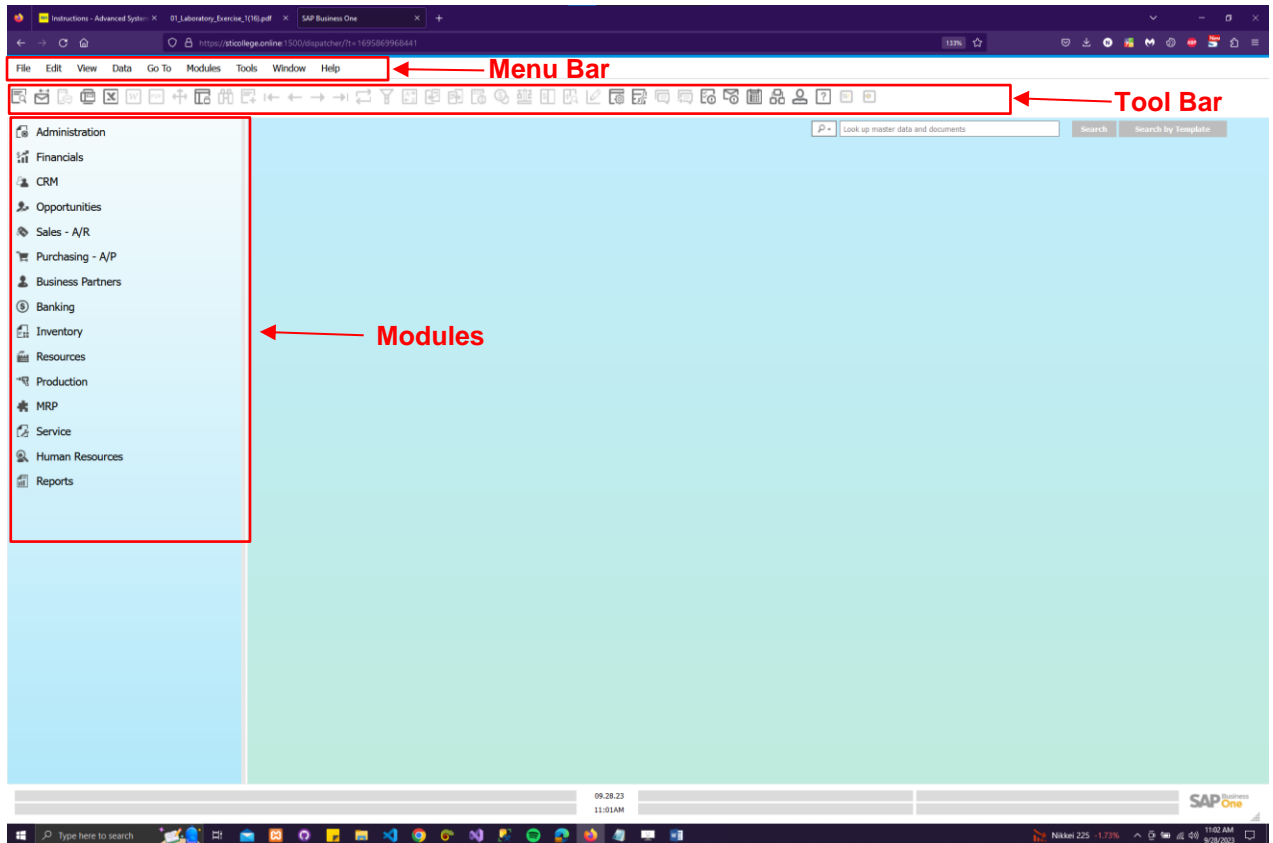 Instructions - Advanced System
01_Laboratory_Exercise_1(16).pdf
SAP Business One
https://sticollege.online:1500/dispatcher/?t=1695869968441
133%
New
File Edit View Data Go To Modules Tools Window Help
Menu Bar
Tool Bar
Administration
Look up master data and documents
Search
Search by Template
Financials
CRM
Opportunities
Sales - A/R
Purchasing - A/P
Business Partners
Banking
Inventory
Modules
Resources
Production
MRP
Service
Human Resources
Reports
09.28.23
11:01AM
SAP Business One
Type here to search
Nikkei 225 -1.73%
11:02 AM
9/28/2023